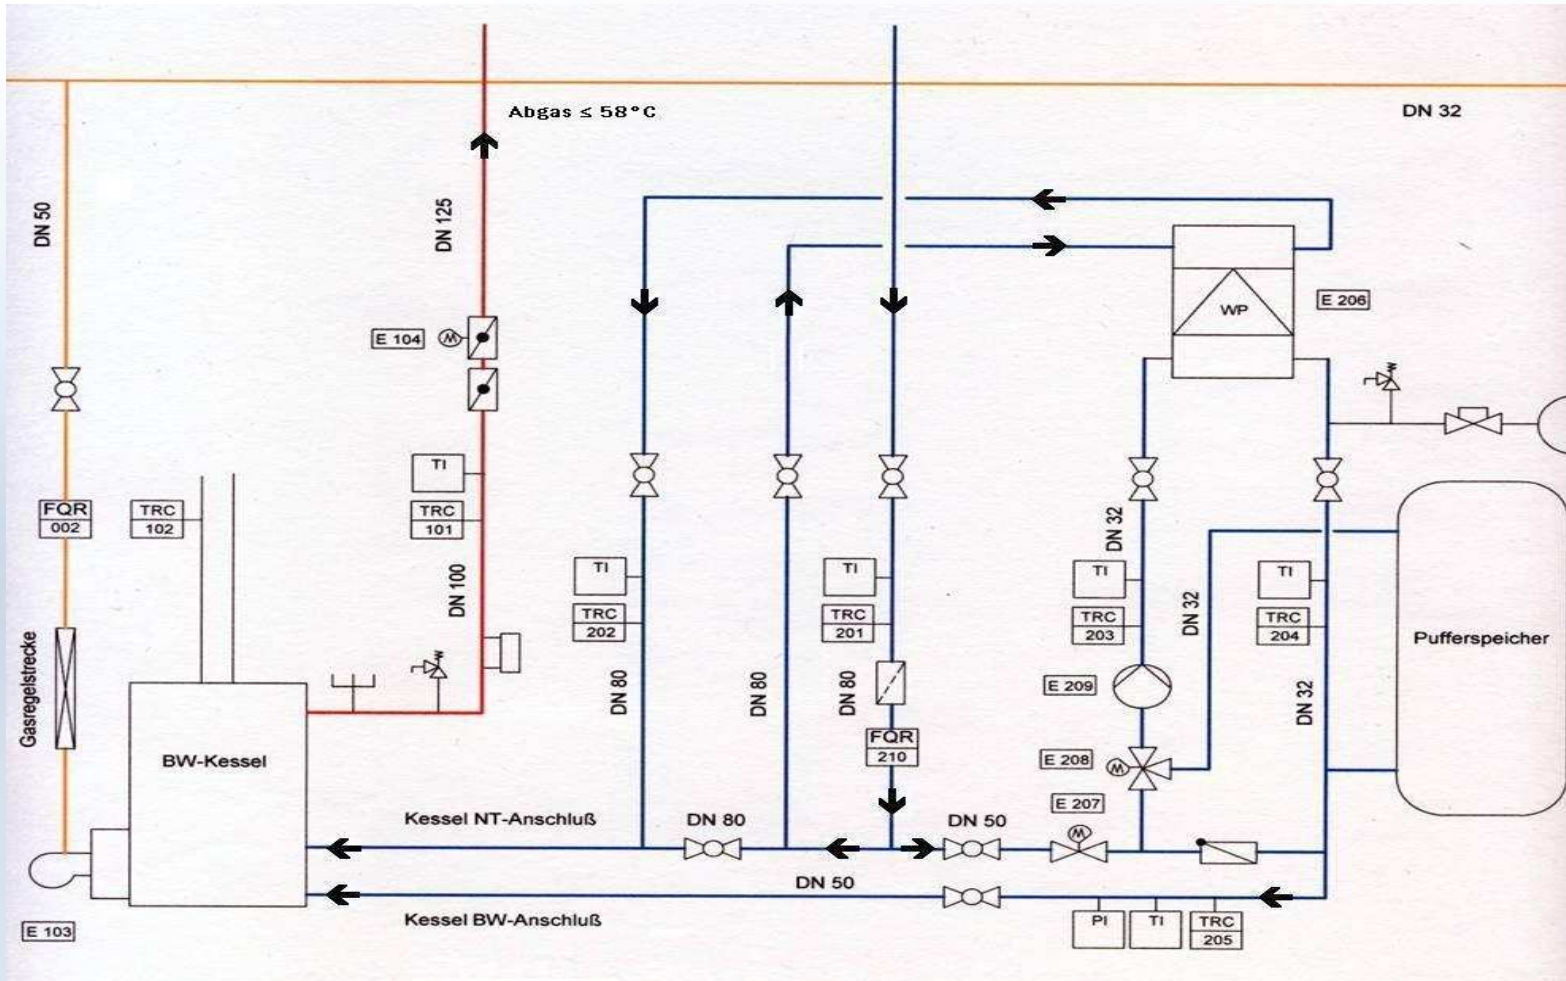 Abgas ≤ 58°C
DN 32
DN 50
DN 125
E 104
M
WP
E 206
TI
FQR
002
TRC
102
TRC
101
DN 32
DN 100
TI
TRC
202
TI
TRC
201
TI
TRC
203
DN 32
TI
TRC
204
Pufferspeicher
Gasregelstrecke
DN 80
DN 80
DN 80
E 209
DN 32
FQR
210
BW-Kessel
E 208
M
E 207
M
Kessel NT-Anschluß
DN 80
DN 50
DN 50
Kessel BW-Anschluß
E 103
PI
TI
TRC
205